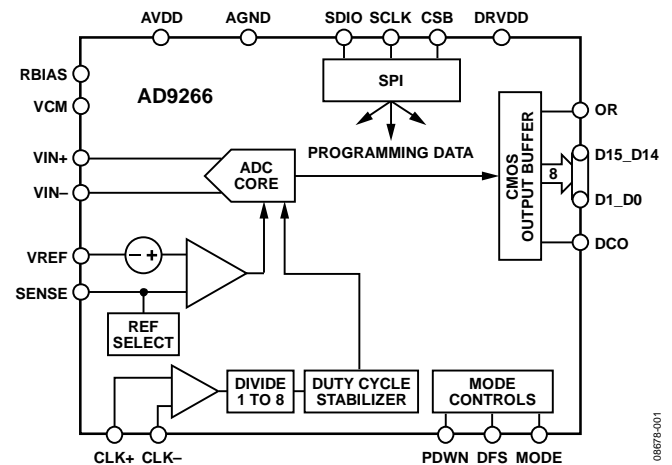 AVDD AGND SDIO SCLK CSB DRVDD
RBIAS
VCM
AD9266
SPI
PROGRAMMING DATA
VIN+
VIN–
ADC
CORE
CMOS
OUTPUT BUFFER
8
OR
D15_D14
D1_D0
DCO
VREF
– +
SENSE
REF
SELECT
DIVIDE
1 TO 8
DUTY CYCLE
STABILIZER
MODE
CONTROLS
CLK+ CLK–
PDWN DFS MODE
08678-001